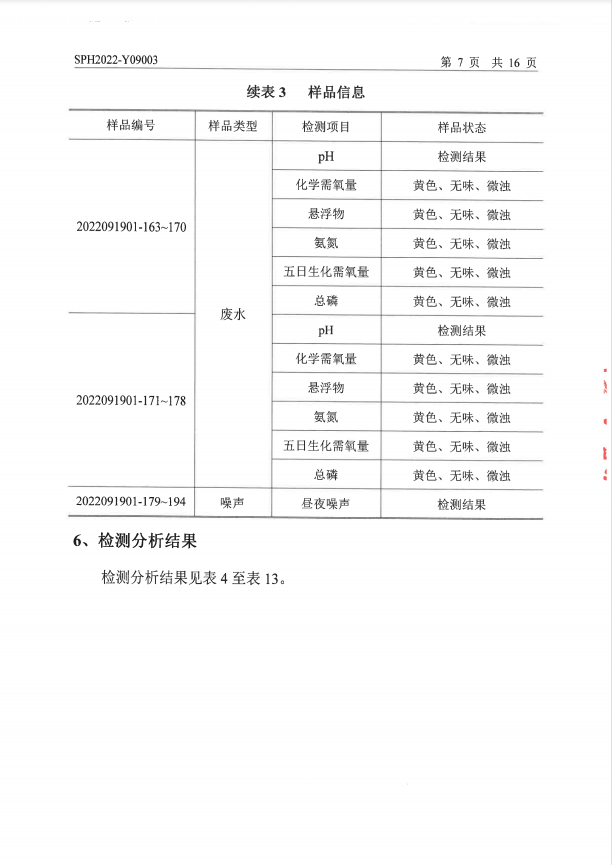 SPH2022-Y09003 第 7 页 共 16 页
续表 3 样品信息
样品编号 样品类型 检测项目 样品状态
2022091901-163~170 废水 pH 检测结果
化学需氧量 黄色、无味、微浊
悬浮物 黄色、无味、微浊
氨氮 黄色、无味、微浊
五日生化需氧量 黄色、无味、微浊
总磷 黄色、无味、微浊
2022091901-171~178 pH 检测结果
化学需氧量 黄色、无味、微浊
悬浮物 黄色、无味、微浊
氨氮 黄色、无味、微浊
五日生化需氧量 黄色、无味、微浊
总磷 黄色、无味、微浊
2022091901-179~194 噪声 昼夜噪声 检测结果
6、检测分析结果
检测分析结果见表 4 至表 13。